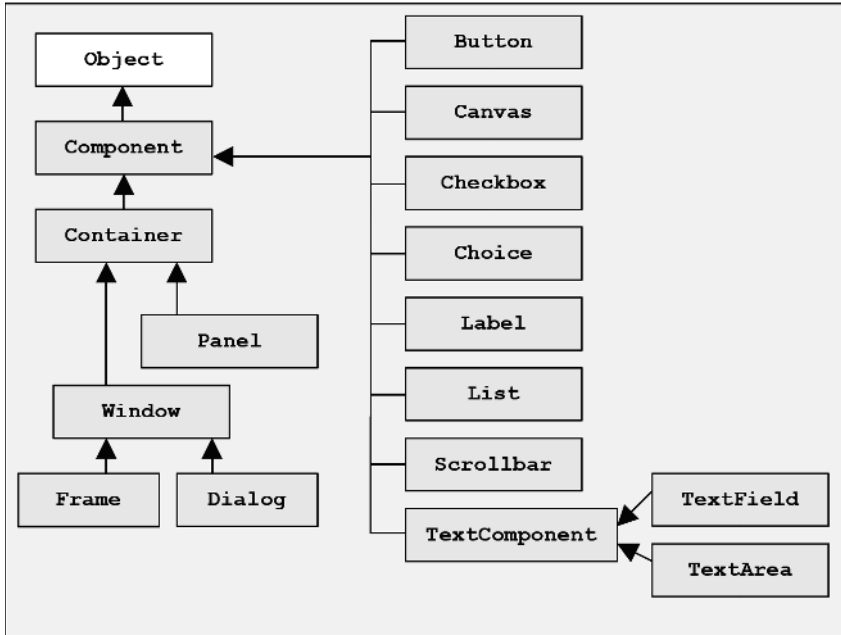 Object
Component
Container
Panel
Window
Frame
Dialog
Button
Canvas
Checkbox
Choice
Label
List
Scrollbar
TextComponent
TextField
TextArea